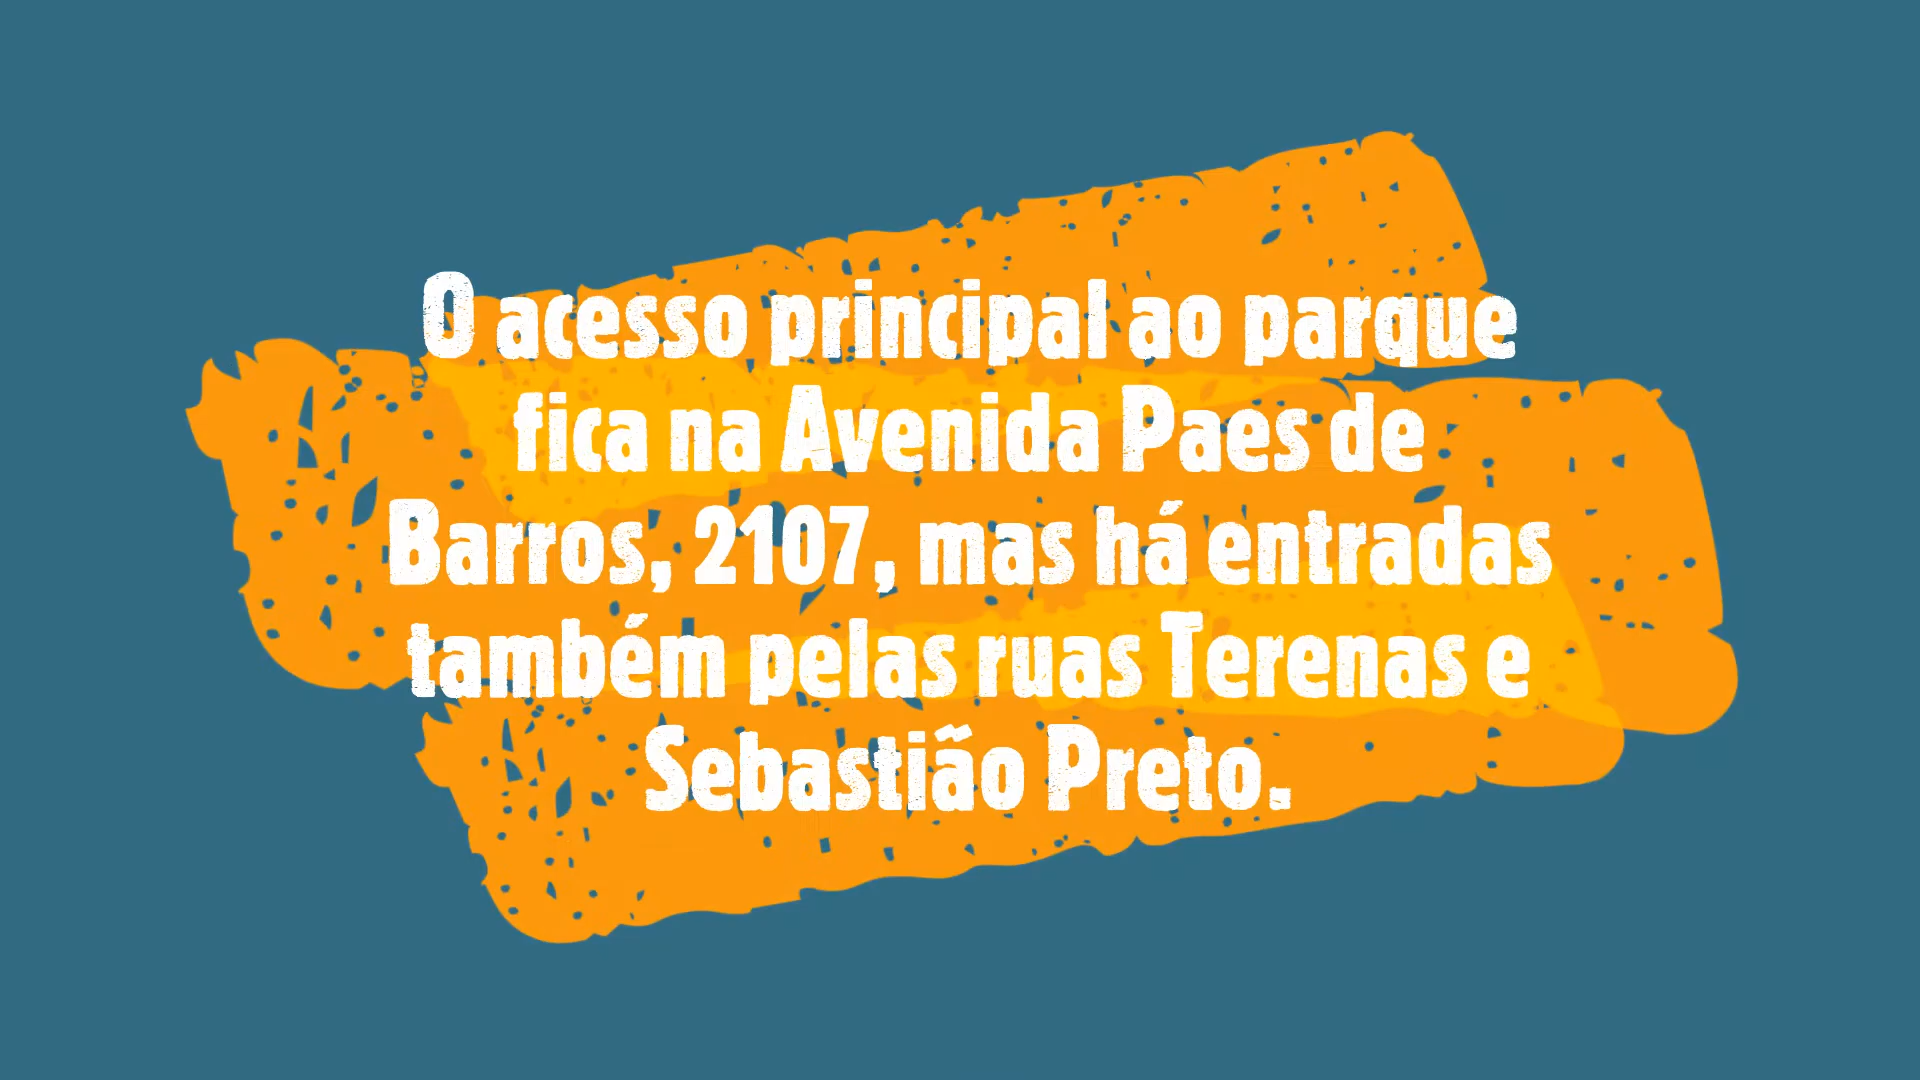 O acesso principal ao parque
fica na Avenida Paes de
Barros, 2107, mas há entradas
também pelas ruas Terenas e
Sebastião Preto.